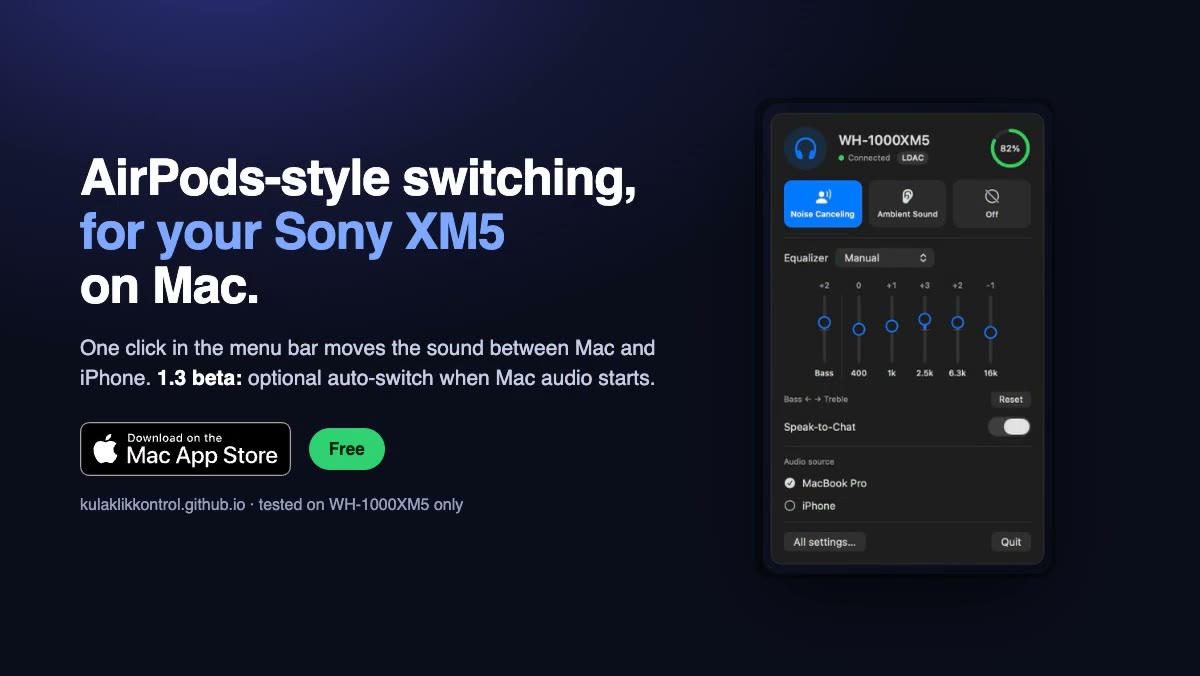 AirPods-style switching,
for your Sony XM5
on Mac.
One click in the menu bar moves the sound between Mac and
iPhone. 1.3 beta: optional auto-switch when Mac audio starts.
Download on the
Mac App Store
Free
kulaklikkontrol.github.io · tested on WH-1000XM5 only
WH-1000XM5
Connected LDAC
82%
Noise Canceling Ambient Sound Off
Equalizer Manual
+2 0 +1 +3 +2 -1
Bass 400 1k 2.5k 6.3k 16k
Bass ← → Treble Reset
Speak-to-Chat
Audio source
MacBook Pro
iPhone
All settings... Quit